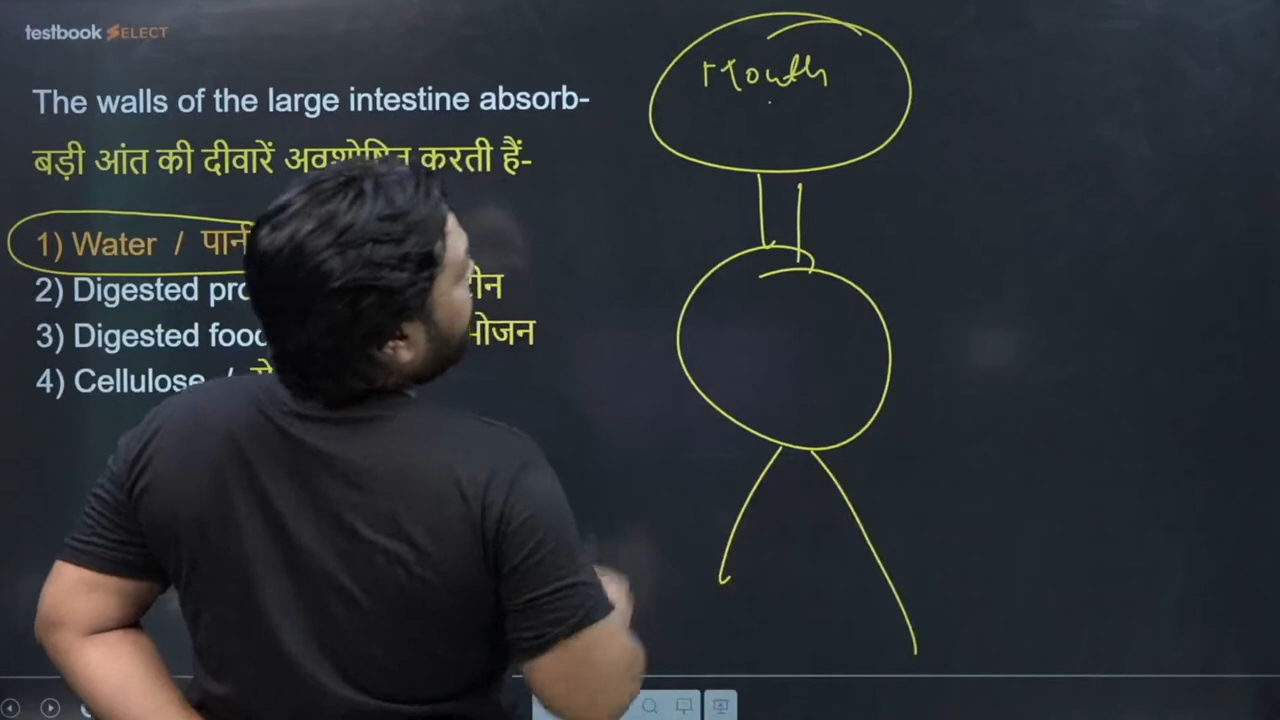 testbook SELECT
The walls of the large intestine absorb-
बड़ी आंत की दीवारें अवशोषित करती हैं-
1) Water /
2) Digested
3) Digested food भोजन
4) Cellulose /
Mouth